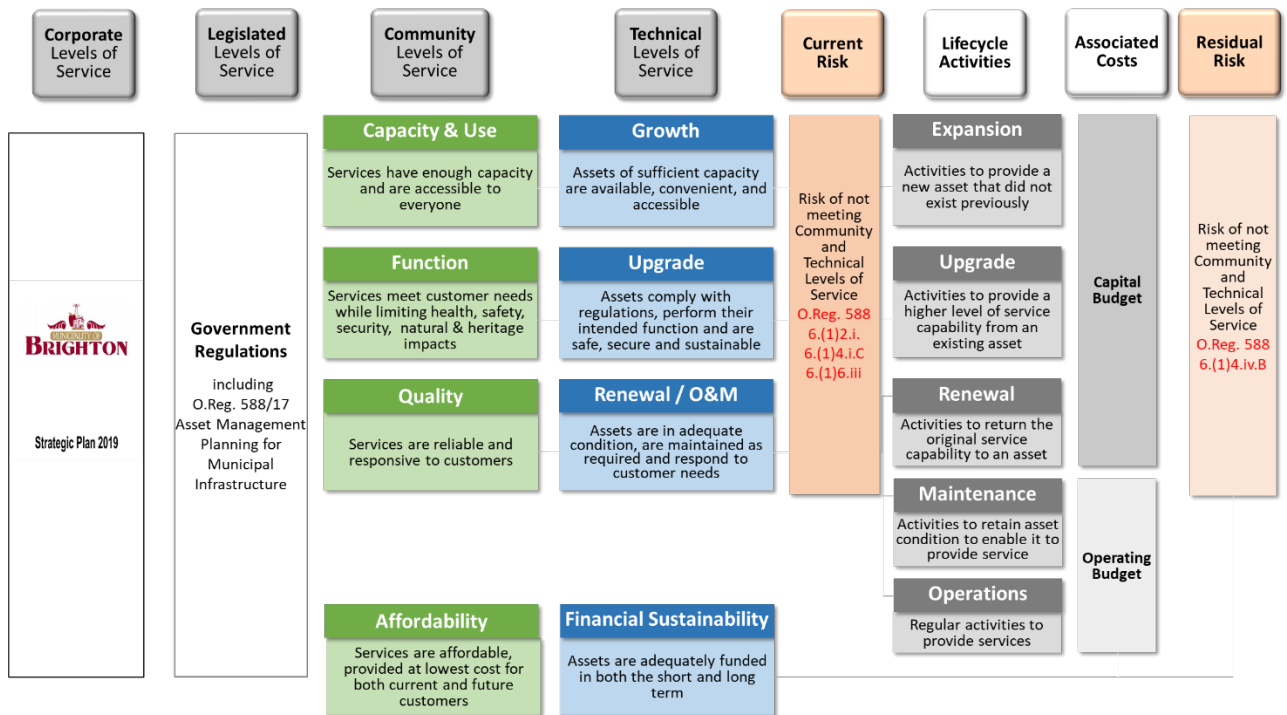 Corporate
Levels of
Service
Legislated
Levels of
Service
Community
Levels of
Service
Technical
Levels of
Service
Current
Risk
Lifecycle
Activities
Associated
Costs
Residual
Risk
MUNICIPALITY OF
BRIGHTON
Strategic Plan 2019
Government
Regulations
including
O.Reg. 588/17
Asset Management
Planning for
Municipal
Infrastructure
Capacity & Use
Services have enough capacity
and are accessible to
everyone
Function
Services meet customer needs
while limiting health, safety,
security, natural & heritage
impacts
Quality
Services are reliable and
responsive to customers
Affordability
Services are affordable,
provided at lowest cost for
both current and future
customers
Growth
Assets of sufficient capacity
are available, convenient, and
accessible
Upgrade
Assets comply with
regulations, perform their
intended function and are
safe, secure and sustainable
Renewal / O&M
Assets are in adequate
condition, are maintained as
required and respond to
customer needs
Financial Sustainability
Assets are adequately funded
in both the short and long
term
Risk of not
meeting
Community
and
Technical
Levels of
Service
O.Reg. 588
6.(1)2.i.
6.(1)4.i.C
6.(1)6.iii
Expansion
Activities to provide a
new asset that did not
exist previously
Upgrade
Activities to provide a
higher level of service
capability from an
existing asset
Renewal
Activities to return the
original service
capability to an asset
Maintenance
Activities to retain asset
condition to enable it to
provide service
Operations
Regular activities to
provide services
Capital
Budget
Operating
Budget
Risk of not
meeting
Community
and
Technical
Levels of
Service
O.Reg. 588
6.(1)4.iv.B